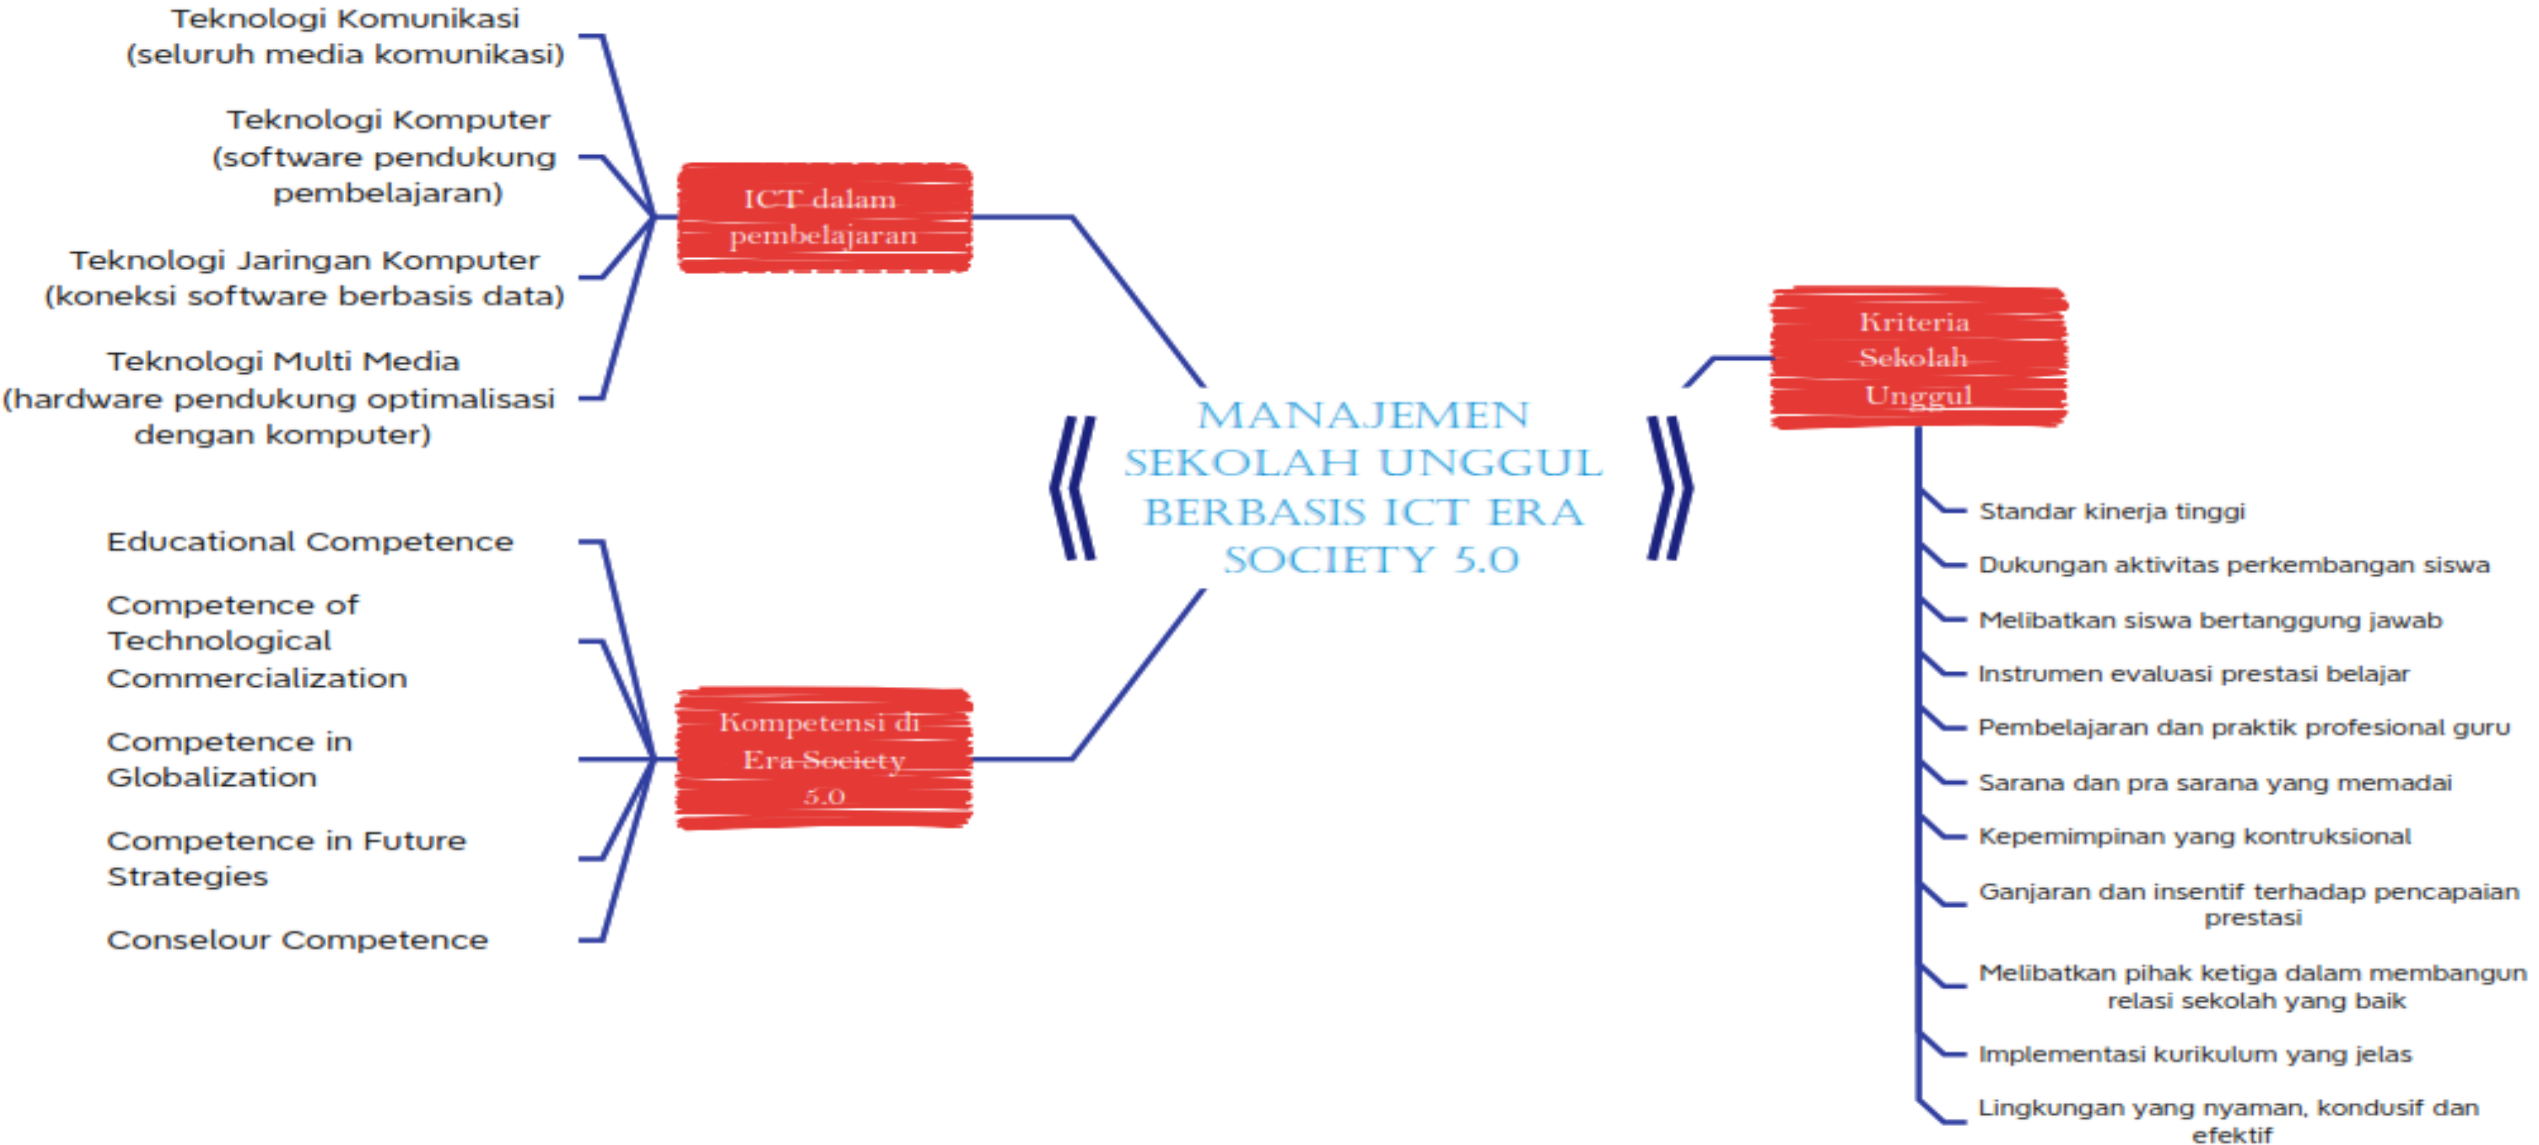 Teknologi Komunikasi
(seluruh media komunikasi)
Teknologi Komputer
(software pendukung
pembelajaran)
Teknologi Jaringan Komputer
(koneksi software berbasis data)
Teknologi Multi Media
(hardware pendukung optimalisasi
dengan komputer)
ICT dalam
pembelajaran
Educational Competence
Competence of
Technological
Commercialization
Competence in
Globalization
Competence in Future
Strategies
Conselour Competence
Kompetensi di
Era Society
5.0
MANAJEMEN
SEKOLAH UNGGUL
BERBASIS ICT ERA
SOCIETY 5.0
Kriteria
Sekolah
Unggul
Standar kinerja tinggi
Dukungan aktivitas perkembangan siswa
Melibatkan siswa bertanggung jawab
Instrumen evaluasi prestasi belajar
Pembelajaran dan praktik profesional guru
Sarana dan pra sarana yang memadai
Kepemimpinan yang kontruksional
Ganjaran dan insentif terhadap pencapaian
prestasi
Melibatkan pihak ketiga dalam membangun
relasi sekolah yang baik
Implementasi kurikulum yang jelas
Lingkungan yang nyaman, kondusif dan
efektif